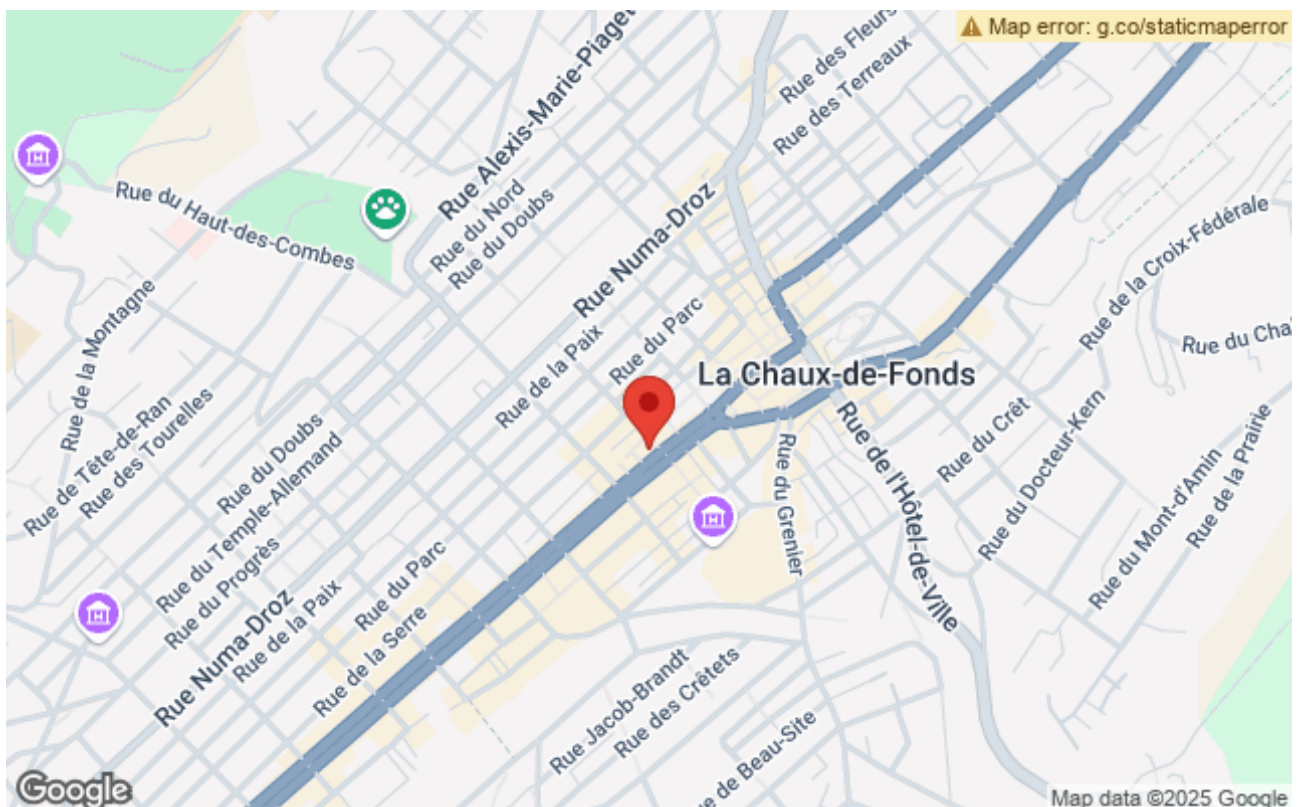 Map error: g.co/staticmaperror
Rue des Fleurs
Rue des Terreaux
Rue Alexis-Marie-Piaget
Rue du Haut-des-Combes
Rue du Nord
Rue du Doubs
Rue Numa-Droz
Rue de la Croix-Fédérale
Rue de la Montagne
Rue du Parc
Rue de la Paix
Rue du Cha
La Chaux-de-Fonds
Rue de Tête-de-Ran
Rue des Tourelles
Rue du Doubs
Rue du Temple-Allemand
Rue du Progrès
Rue du Grenier
Rue de l'Hôtel-de-Ville
Rue du Crêt
Rue du Docteur-Kern
Rue du Mont-d'Amin
Rue de la Prairie
Rue Numa-Droz
Rue de la Paix
Rue du Parc
Rue de la Serre
Rue Jacob-Brandt
Rue des Crêtets
ue de Beau-Site
Google
Map data ©2025 Google